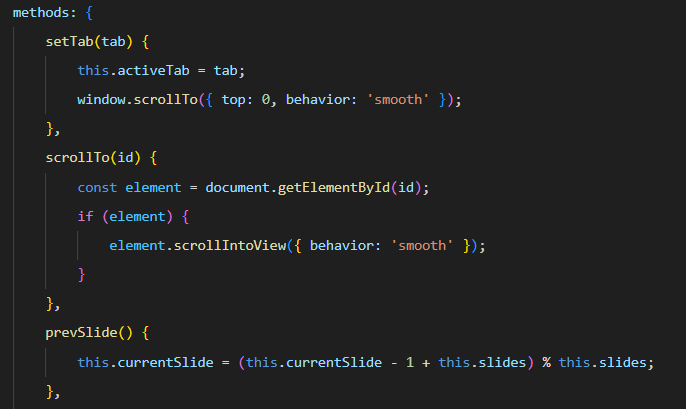 methods: {
setTab(tab) {
this.activeTab = tab;
window.scrollTo({ top: 0, behavior: 'smooth' });
},
scrollTo(id) {
const element = document.getElementById(id);
if (element) {
element.scrollIntoView({ behavior: 'smooth' });
}
},
prevSlide() {
this.currentSlide = (this.currentSlide - 1 + this.slides) % this.slides;
},